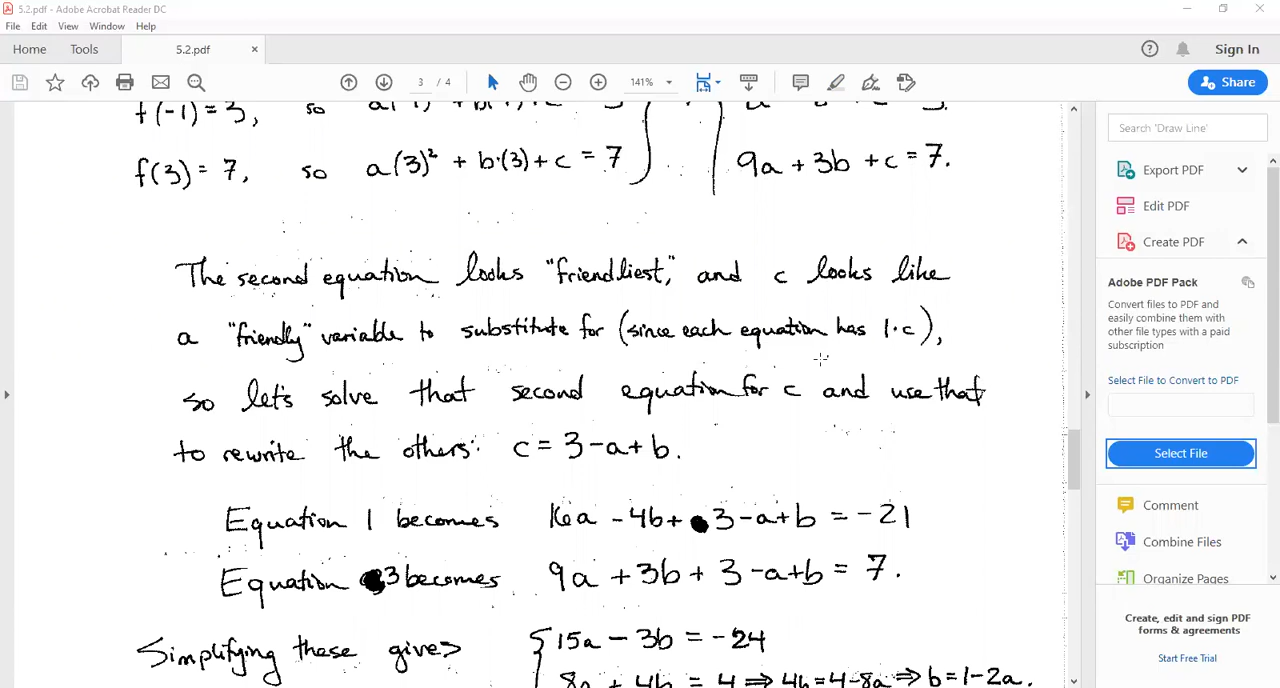 5.2.pdf - Adobe Acrobat Reader DC
File Edit View Window Help
Home Tools 5.2.pdf × Sign In
3 / 4 141% Share
f(-1) = 3, so
f(3) = 7, so a(3)² + b·(3) + c = 7 9a + 3b + c = 7.
The second equation looks "friendliest," and c looks like
a "friendly" variable to substitute for (since each equation has 1·c),
so let's solve that second equation for c and use that
to rewrite the others: c = 3 - a + b.
Equation 1 becomes 16a - 4b + 3 - a + b = -21
Equation 3 becomes 9a + 3b + 3 - a + b = 7.
Simplifying these gives { 15a - 3b = -24
8a + 4b = 4 ⇒ 4b = 4 - 8a ⇒ b = 1 - 2a.
Search 'Draw Line'
Export PDF
Edit PDF
Create PDF
Adobe PDF Pack
Convert files to PDF and
easily combine them with
other file types with a paid
subscription
Select File to Convert to PDF
Select File
Comment
Combine Files
Organize Pages
Create, edit and sign PDF
forms & agreements
Start Free Trial